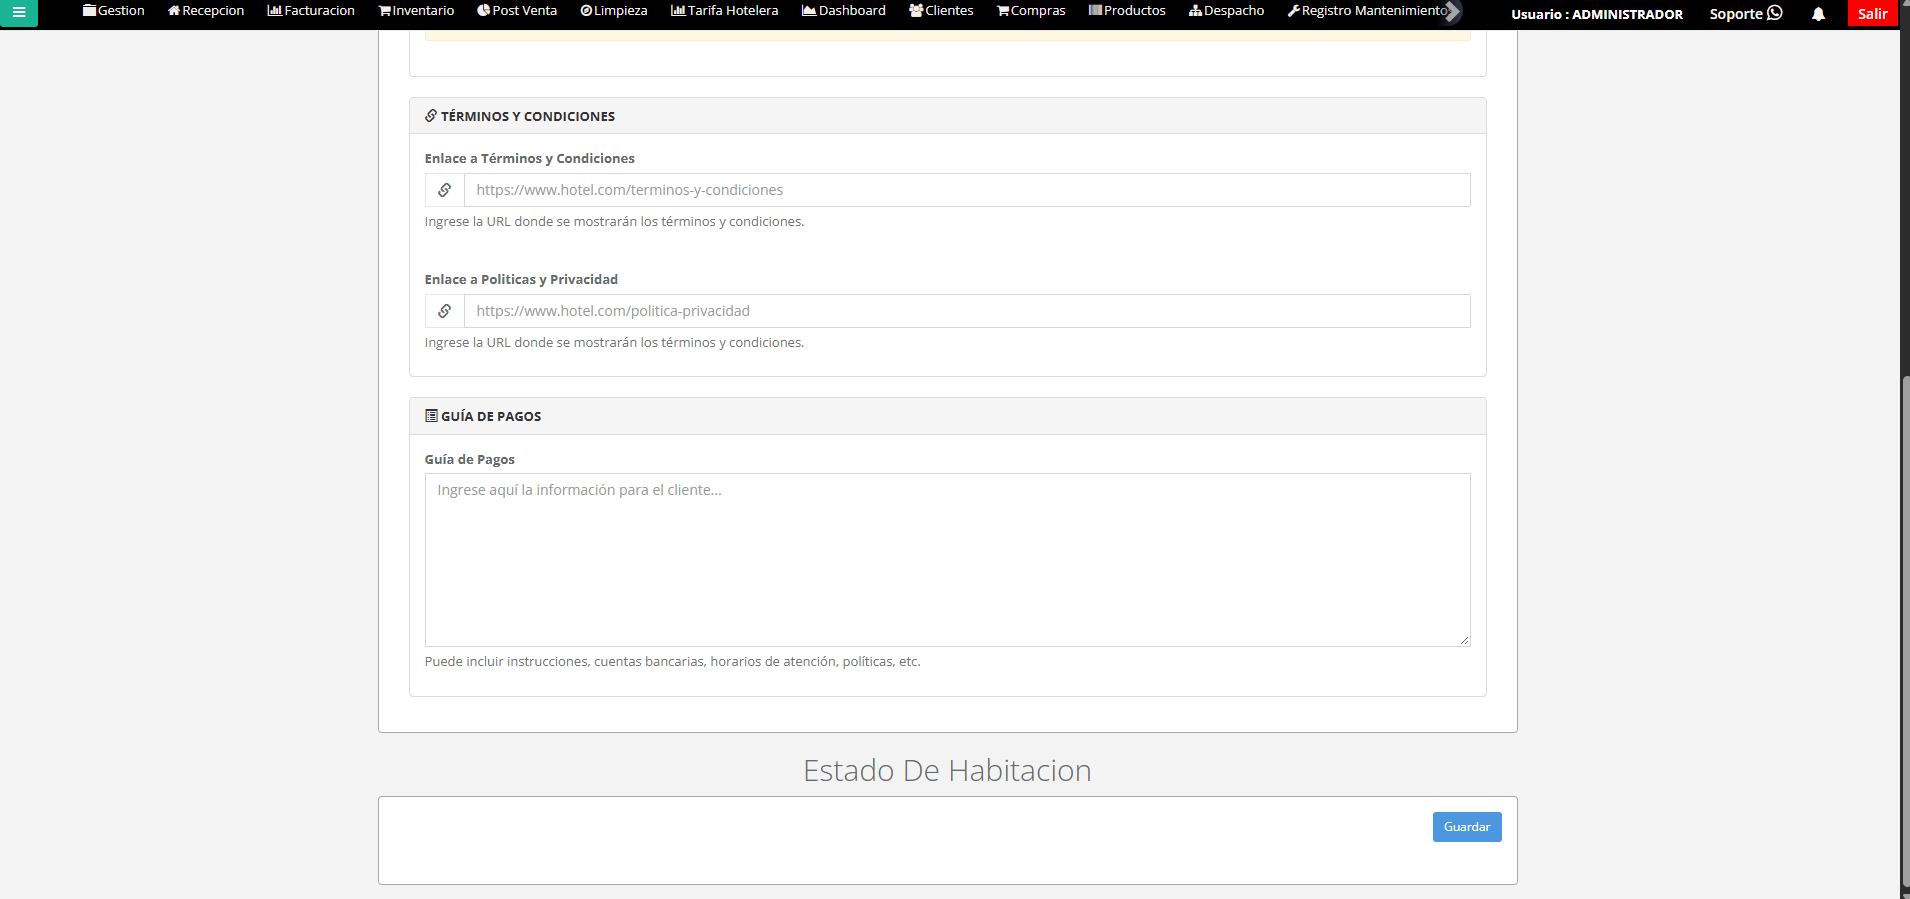 Gestion Recepcion Facturacion Inventario Post Venta Limpieza Tarifa Hotelera Dashboard Clientes Compras Productos Despacho Registro Mantenimiento Usuario : ADMINISTRADOR Soporte Salir
TÉRMINOS Y CONDICIONES
Enlace a Términos y Condiciones
https://www.hotel.com/terminos-y-condiciones
Ingrese la URL donde se mostrarán los términos y condiciones.
Enlace a Politicas y Privacidad
https://www.hotel.com/politica-privacidad
Ingrese la URL donde se mostrarán los términos y condiciones.
GUÍA DE PAGOS
Guía de Pagos
Ingrese aquí la información para el cliente...
Puede incluir instrucciones, cuentas bancarias, horarios de atención, políticas, etc.
Estado De Habitacion
Guardar